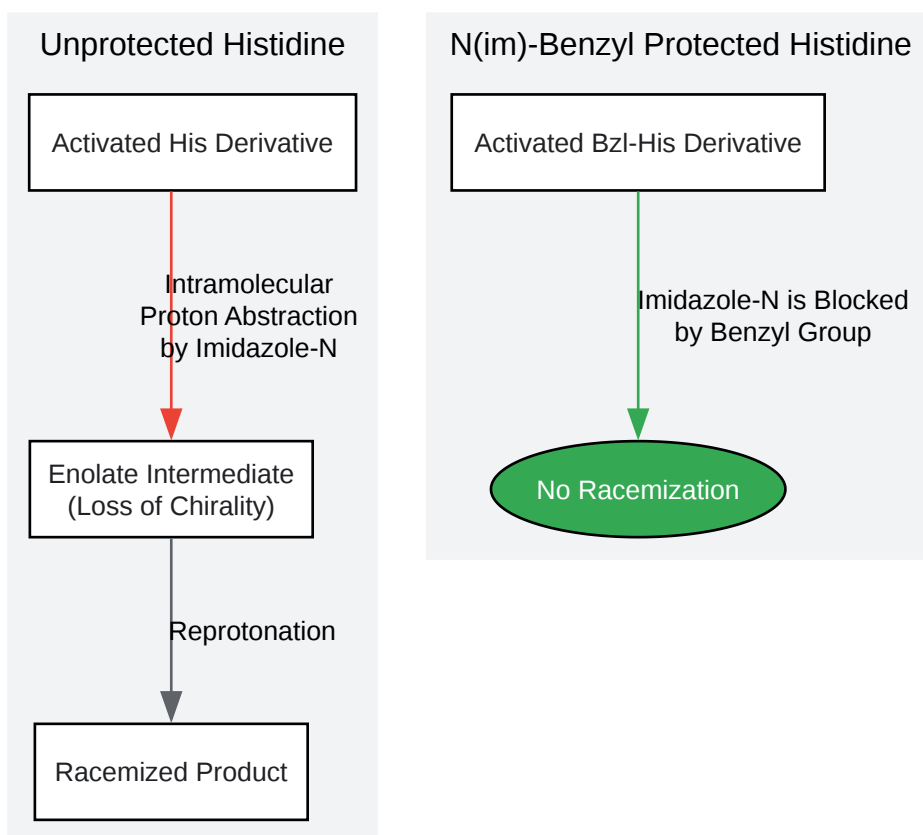 Unprotected Histidine
Activated His Derivative
Intramolecular
Proton Abstraction
by Imidazole-N
Enolate Intermediate
(Loss of Chirality)
Reprotonation
Racemized Product
N(im)-Benzyl Protected Histidine
Activated Bzl-His Derivative
Imidazole-N is Blocked
by Benzyl Group
No Racemization